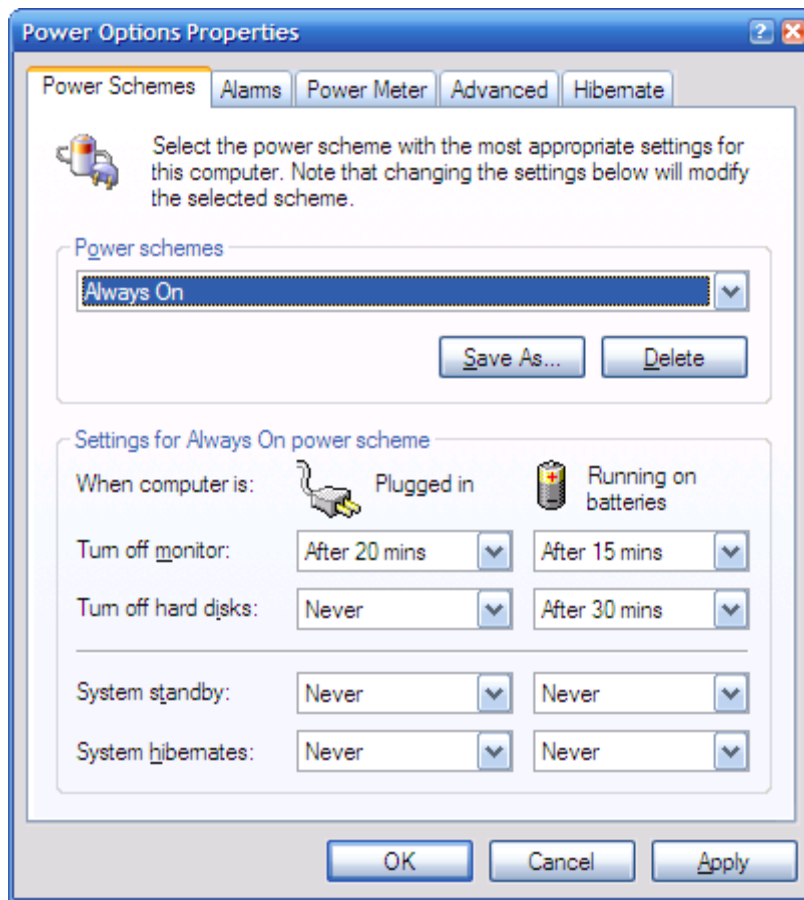 Power Options Properties
Power Schemes Alarms Power Meter Advanced Hibernate
Select the power scheme with the most appropriate settings for
this computer. Note that changing the settings below will modify
the selected scheme.
Power schemes
Always On
Save As... Delete
Settings for Always On power scheme
When computer is: Plugged in Running on
batteries
Turn off monitor: After 20 mins After 15 mins
Turn off hard disks: Never After 30 mins
System standby: Never Never
System hibernates: Never Never
OK Cancel Apply